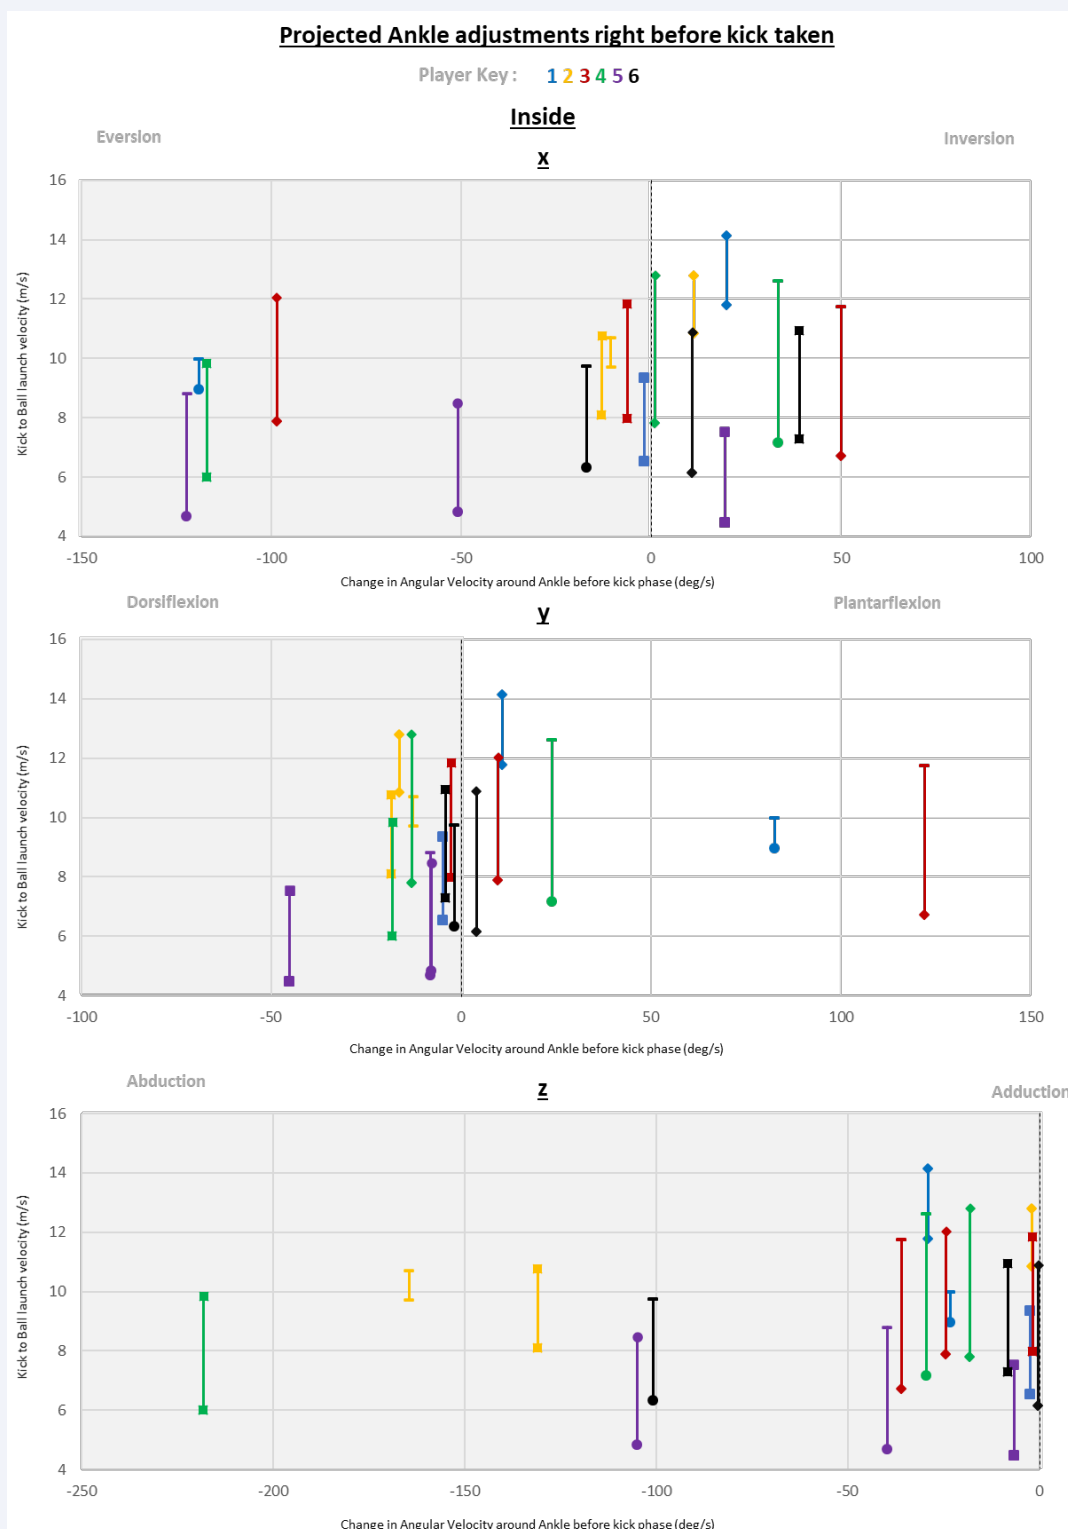 Projected Ankle adjustments right before kick taken
Player Key : 1 2 3 4 5 6
Inside
Eversion
Inversion
x
16
14
12
10
8
6
4
Kick to Ball launch velocity (m/s)
-150 -100 -50 0 50 100
Change in Angular Velocity around Ankle before kick phase (deg/s)
Dorsiflexion
Plantarflexion
y
16
14
12
10
8
6
4
Kick to Ball launch velocity (m/s)
-100 -50 0 50 100 150
Change in Angular Velocity around Ankle before kick phase (deg/s)
Abduction
z
Adduction
16
14
12
10
8
6
4
Kick to Ball launch velocity (m/s)
-250 -200 -150 -100 -50 0
Change in Angular Velocity around Ankle before kick phase (deg/s)